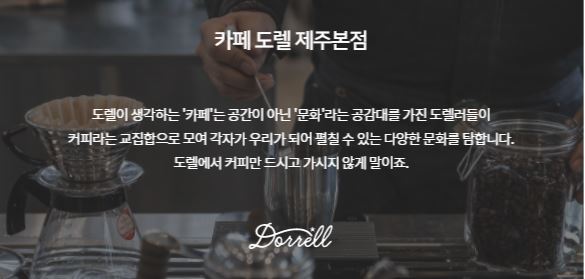 카페 도렐 제주본점
도렐이 생각하는 '카페'는 공간이 아닌 '문화'라는 공감대를 가진 도렐러들이
커피라는 교집합으로 모여 각자가 우리가 되어 펼칠 수 있는 다양한 문화를 탐합니다.
도렐에서 커피만 드시고 가시지 않게 말이죠.
Dorrell